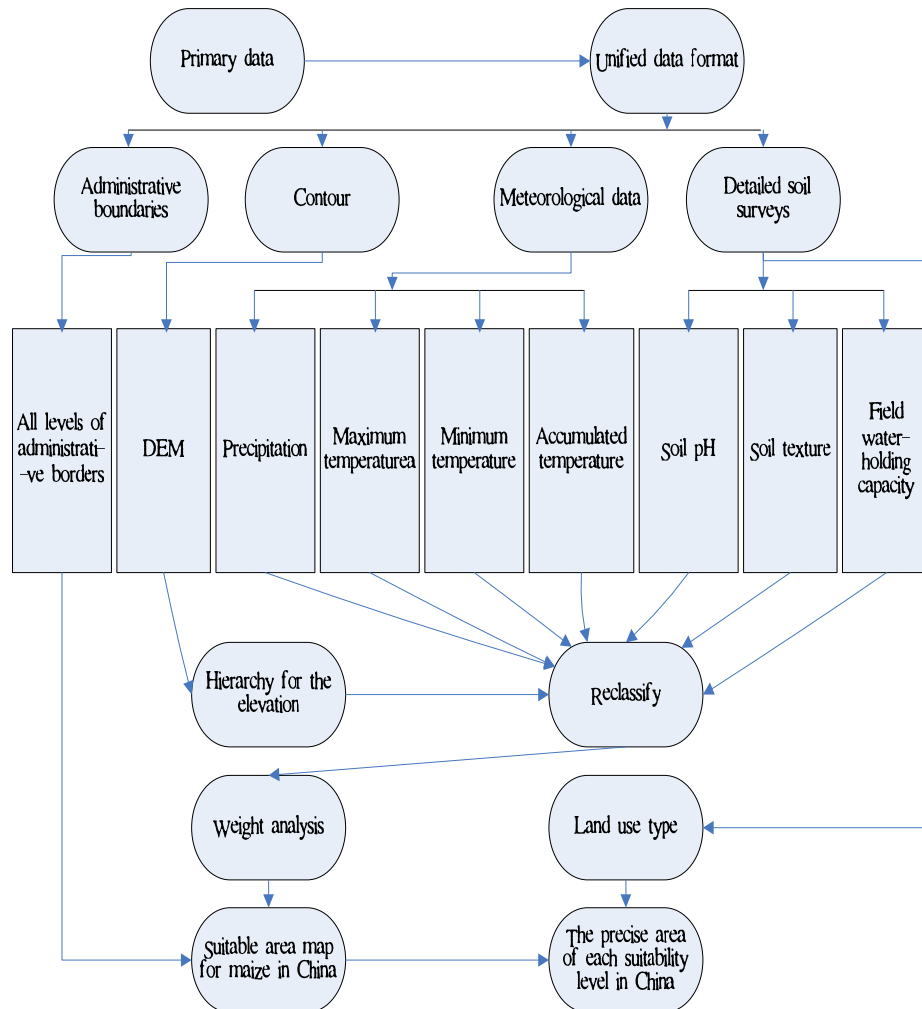 Primary data
Unified data format
Administrative
boundaries
Contour
Meteorological data
Detailed soil
surveys
All levels of
administrati-
-ve borders
DEM
Precipitation
Maximum
temperaturea
Minimum
temperature
Accumulated
temperature
Soil pH
Soil texture
Field
water-
holding
capacity
Hierarchy for the
elevation
Reclassify
Weight analysis
Land use type
Suitable area map
for maize in China
The precise area
of each suitability
level in China